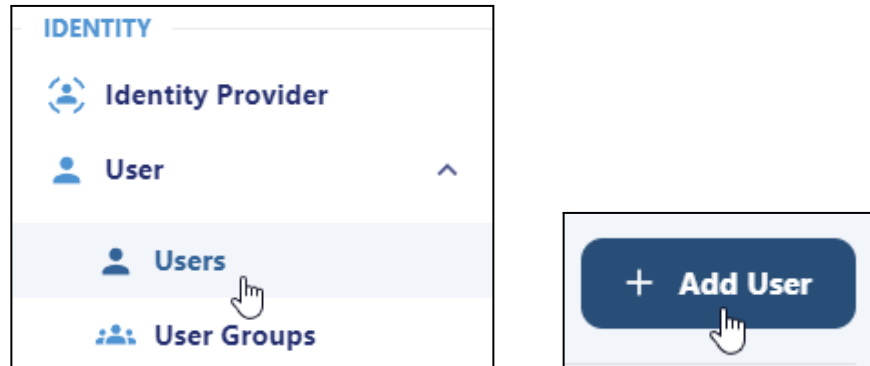 IDENTITY
Identity Provider
User
Users
User Groups
+ Add User